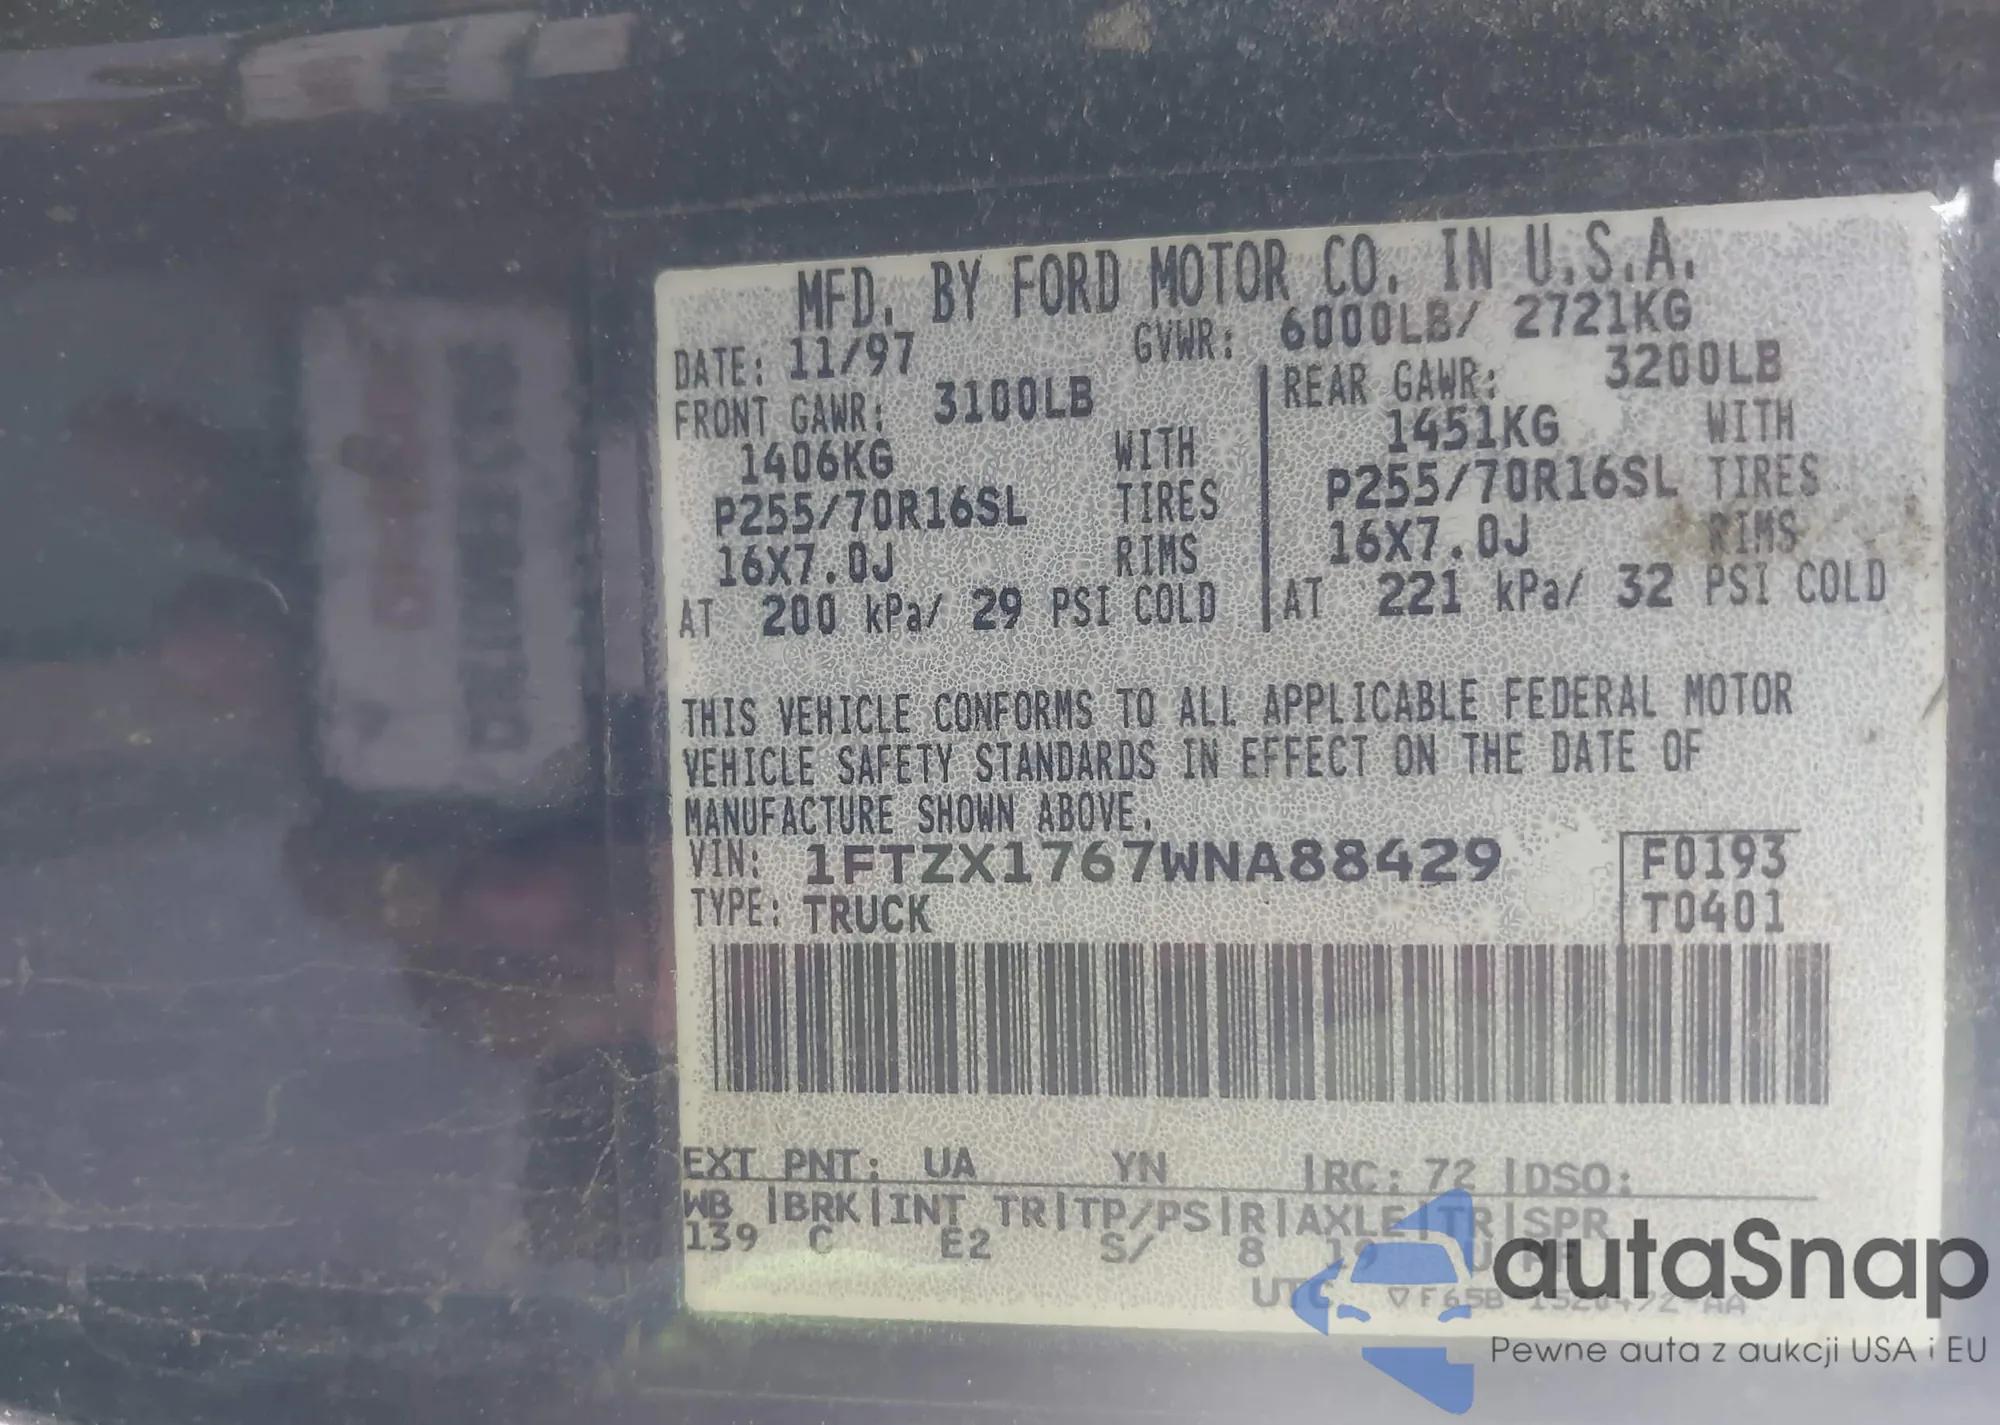 MFD. BY FORD MOTOR CO. IN U.S.A.
DATE: 11/97 GVWR: 6000LB/ 2721KG
FRONT GAWR: 3100LB REAR GAWR: 3200LB
1406KG WITH 1451KG WITH
P255/70R16SL TIRES P255/70R16SL TIRES
16X7.0J RIMS 16X7.0J RIMS
AT 200 kPa/ 29 PSI COLD AT 221 kPa/ 32 PSI COLD
THIS VEHICLE CONFORMS TO ALL APPLICABLE FEDERAL MOTOR
VEHICLE SAFETY STANDARDS IN EFFECT ON THE DATE OF
MANUFACTURE SHOWN ABOVE.
VIN: 1FTZX1767WNA88429 F0193
TYPE: TRUCK T0401
EXT PNT: UA YN |RC: 72 |DSO:
WB |BRK|INT TR|TP/PS|R|AXLE|TR|SPR
139 C E2 S/ 8 19 U
autaSnap
Pewne auta z aukcji USA i EU